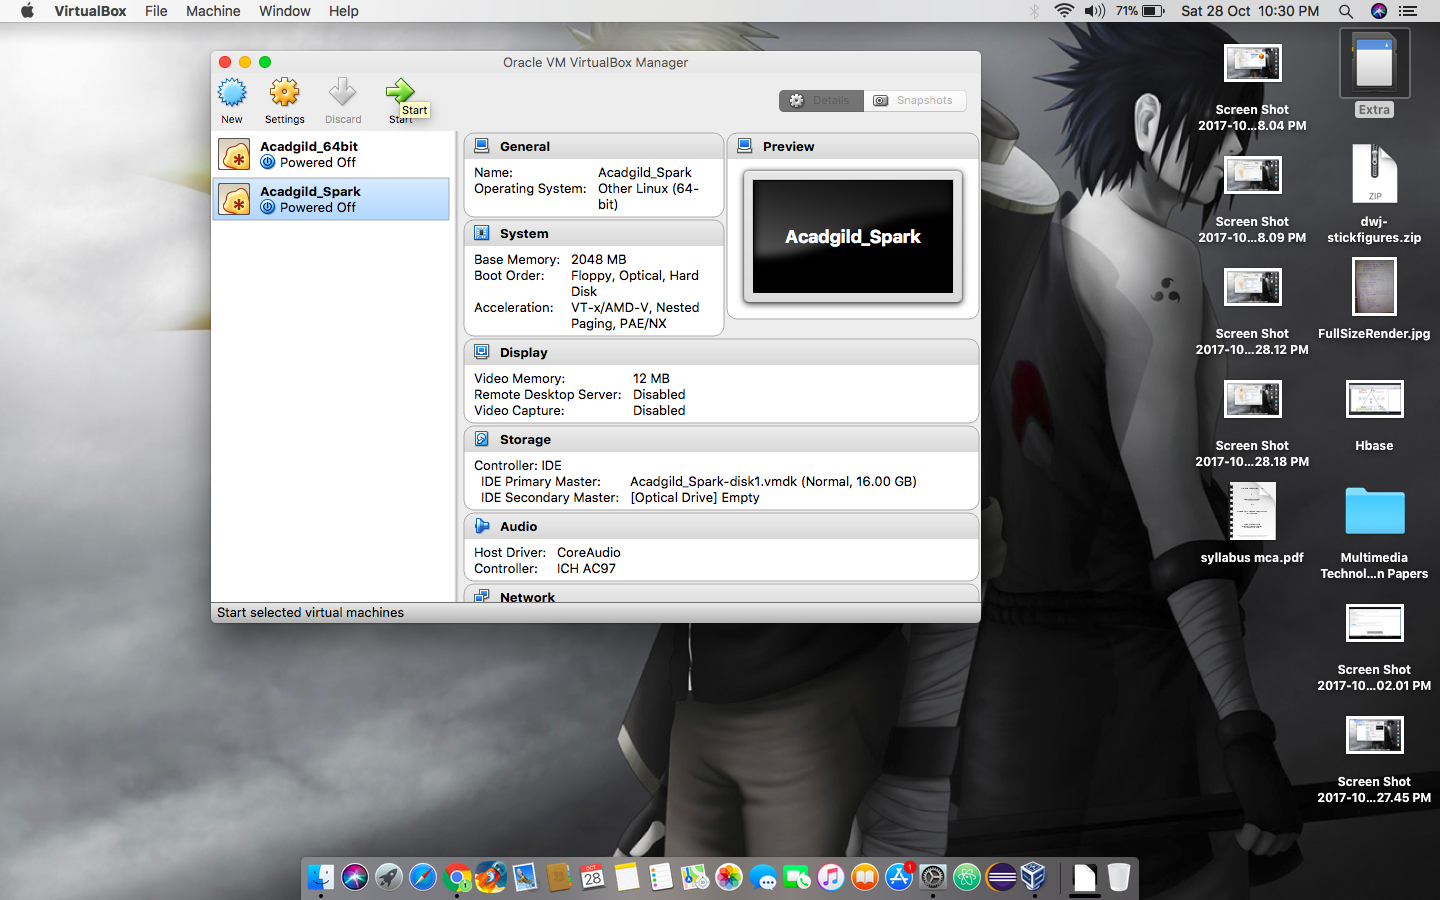 VirtualBox File Machine Window Help
71% Sat 28 Oct 10:30 PM
Oracle VM VirtualBox Manager
New Settings Discard Start
Start
Details Snapshots
Acadgild_64bit
Powered Off
Acadgild_Spark
Powered Off
General
Name: Acadgild_Spark
Operating System: Other Linux (64-
bit)
System
Base Memory: 2048 MB
Boot Order: Floppy, Optical, Hard
Disk
Acceleration: VT-x/AMD-V, Nested
Paging, PAE/NX
Preview
Acadgild_Spark
Display
Video Memory: 12 MB
Remote Desktop Server: Disabled
Video Capture: Disabled
Storage
Controller: IDE
IDE Primary Master: Acadgild_Spark-disk1.vmdk (Normal, 16.00 GB)
IDE Secondary Master: [Optical Drive] Empty
Audio
Host Driver: CoreAudio
Controller: ICH AC97
Network
Start selected virtual machines
Screen Shot
2017-10...8.04 PM
Screen Shot
2017-10...8.09 PM
Screen Shot
2017-10...28.12 PM
Screen Shot
2017-10...28.18 PM
syllabus mca.pdf
Extra
ZIP
dwj-
stickfigures.zip
FullSizeRender.jpg
Hbase
Multimedia
Technol...n Papers
Screen Shot
2017-10...02.01 PM
Screen Shot
2017-10...27.45 PM
1
OCT
28
1